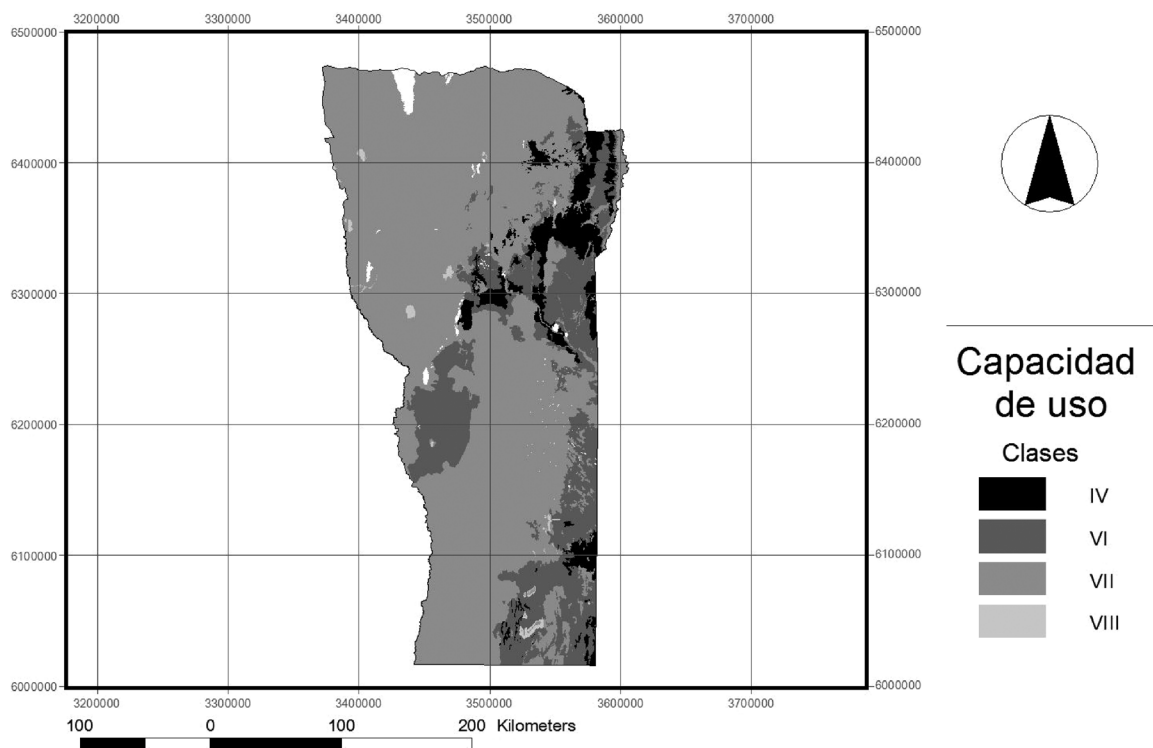 3200000 3300000 3400000 3500000 3600000 3700000
6500000 6500000
6400000 6400000
6300000 6300000
6200000 6200000
6100000 6100000
6000000 6000000
3200000 3300000 3400000 3500000 3600000 3700000
100 0 100 200 Kilometers
Capacidad
de uso
Clases
IV
VI
VII
VIII